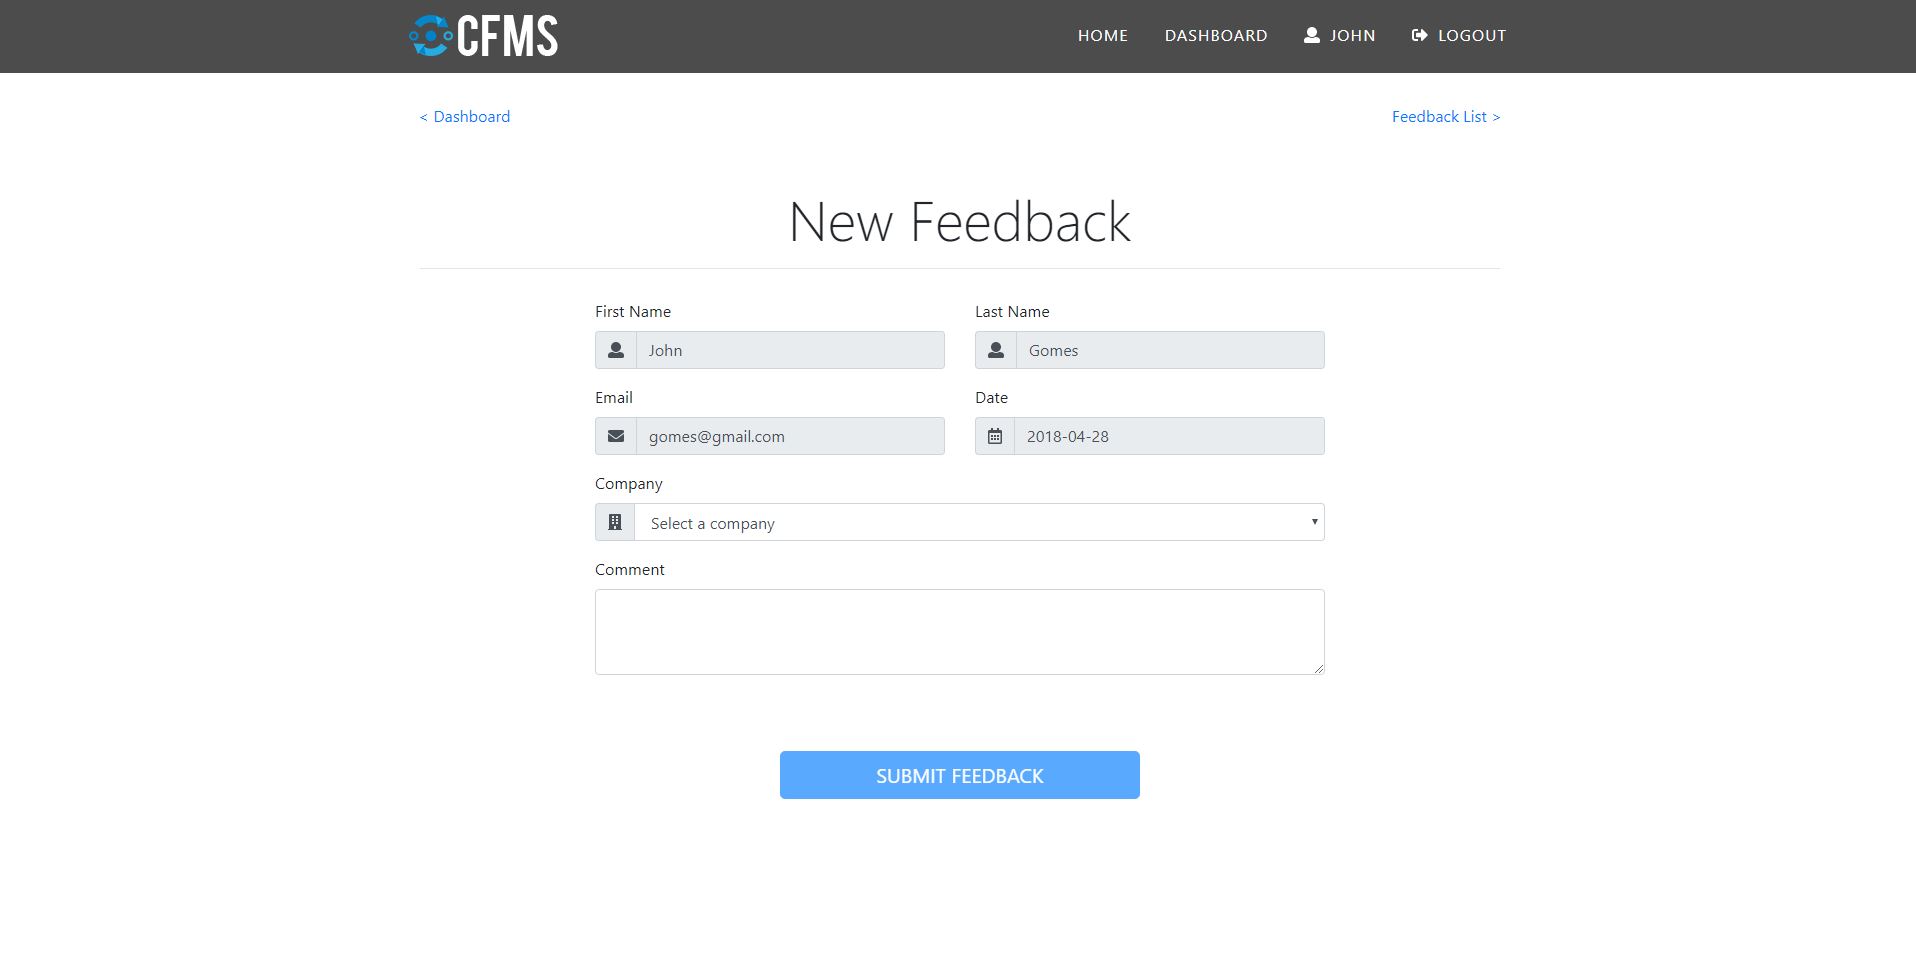 CFMS
HOME DASHBOARD JOHN LOGOUT
< Dashboard
Feedback List >
New Feedback
First Name
Last Name
John
Gomes
Email
Date
gomes@gmail.com
2018-04-28
Company
Select a company
Comment
SUBMIT FEEDBACK